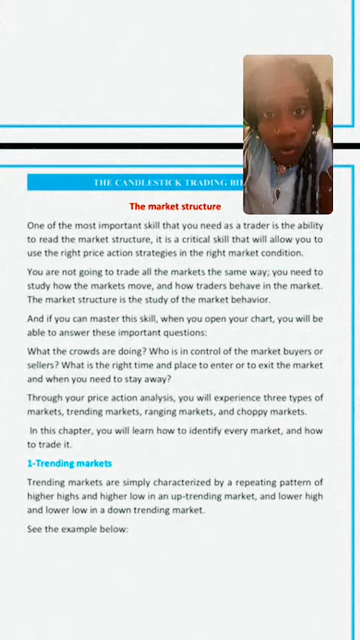 THE CANDLESTICK TRADING
The market structure
One of the most important skill that you need as a trader is the ability
to read the market structure, it is a critical skill that will allow you to
use the right price action strategies in the right market condition.
You are not going to trade all the markets the same way; you need to
study how the markets move, and how traders behave in the market.
The market structure is the study of the market behavior.
And if you can master this skill, when you open your chart, you will be
able to answer these important questions:
What the crowds are doing? Who is in control of the market buyers or
sellers? What is the right time and place to enter or to exit the market
and when you need to stay away?
Through your price action analysis, you will experience three types of
markets, trending markets, ranging markets, and choppy markets.
In this chapter, you will learn how to identify every market, and how
to trade it.
1-Trending markets
Trending markets are simply characterized by a repeating pattern of
higher highs and higher low in an up-trending market, and lower high
and lower low in a down trending market.
See the example below: